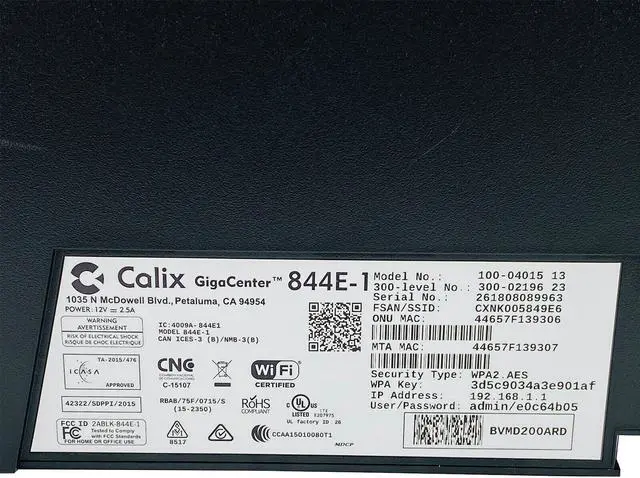 Calix GigaCenter™ 844E-1
1035 N McDowell Blvd., Petaluma, CA 94954
POWER: 12V ⎓ 2.5A
WARNING
AVERTISSEMENT
RISK OF ELECTRICAL SHOCK
RISQUE DE CHOC ELECTRIQUE
IC:4009A-844E1
MODEL 844E-1
CAN ICES-3 (B)/NMB-3(B)
TA-2015/476
ICASA
APPROVED
CNC
C-15107
Wi Fi
CERTIFIED
42322/SDPPI/2015
RBAB/75F/0715/S
(15-2350)
RoHS
COMPLIANT
c UL US
LISTED
I.T.E.
E207975
UL factory ID 26
FCC ID 2ABLK-844E-1
FC Tested to Comply
with FCC Standards
FOR HOME OR OFFICE USE
8517
CCAA15010080T1
NDCP
Model No.: 100-04015 13
300-level No.: 300-02196 23
Serial No.: 261808089963
FSAN/SSID: CXNK005849E6
ONU MAC: 44657F139306
MTA MAC: 44657F139307
Security Type: WPA2.AES
WPA Key: 3d5c9034a3e901af
IP Address: 192.168.1.1
User/Password: admin/e0c64b05
BVMD200ARD